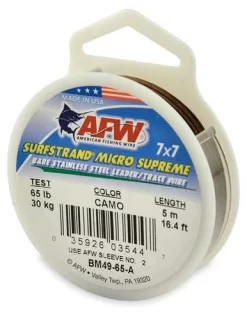 MADE IN USA
AFW
7x7
AMERICAN FISHING WIRE
SURFSTRAND MICRO SUPREME
BARE STAINLESS STEEL LEADER/TRACE WIRE
TEST COLOR LENGTH
65 lb CAMO 5 m
30 kg 16.4 ft
0 35926 03544 7
USE AFW SLEEVE NO. 2
BM49-65-A
© AFW - Valley Twp., PA 19320